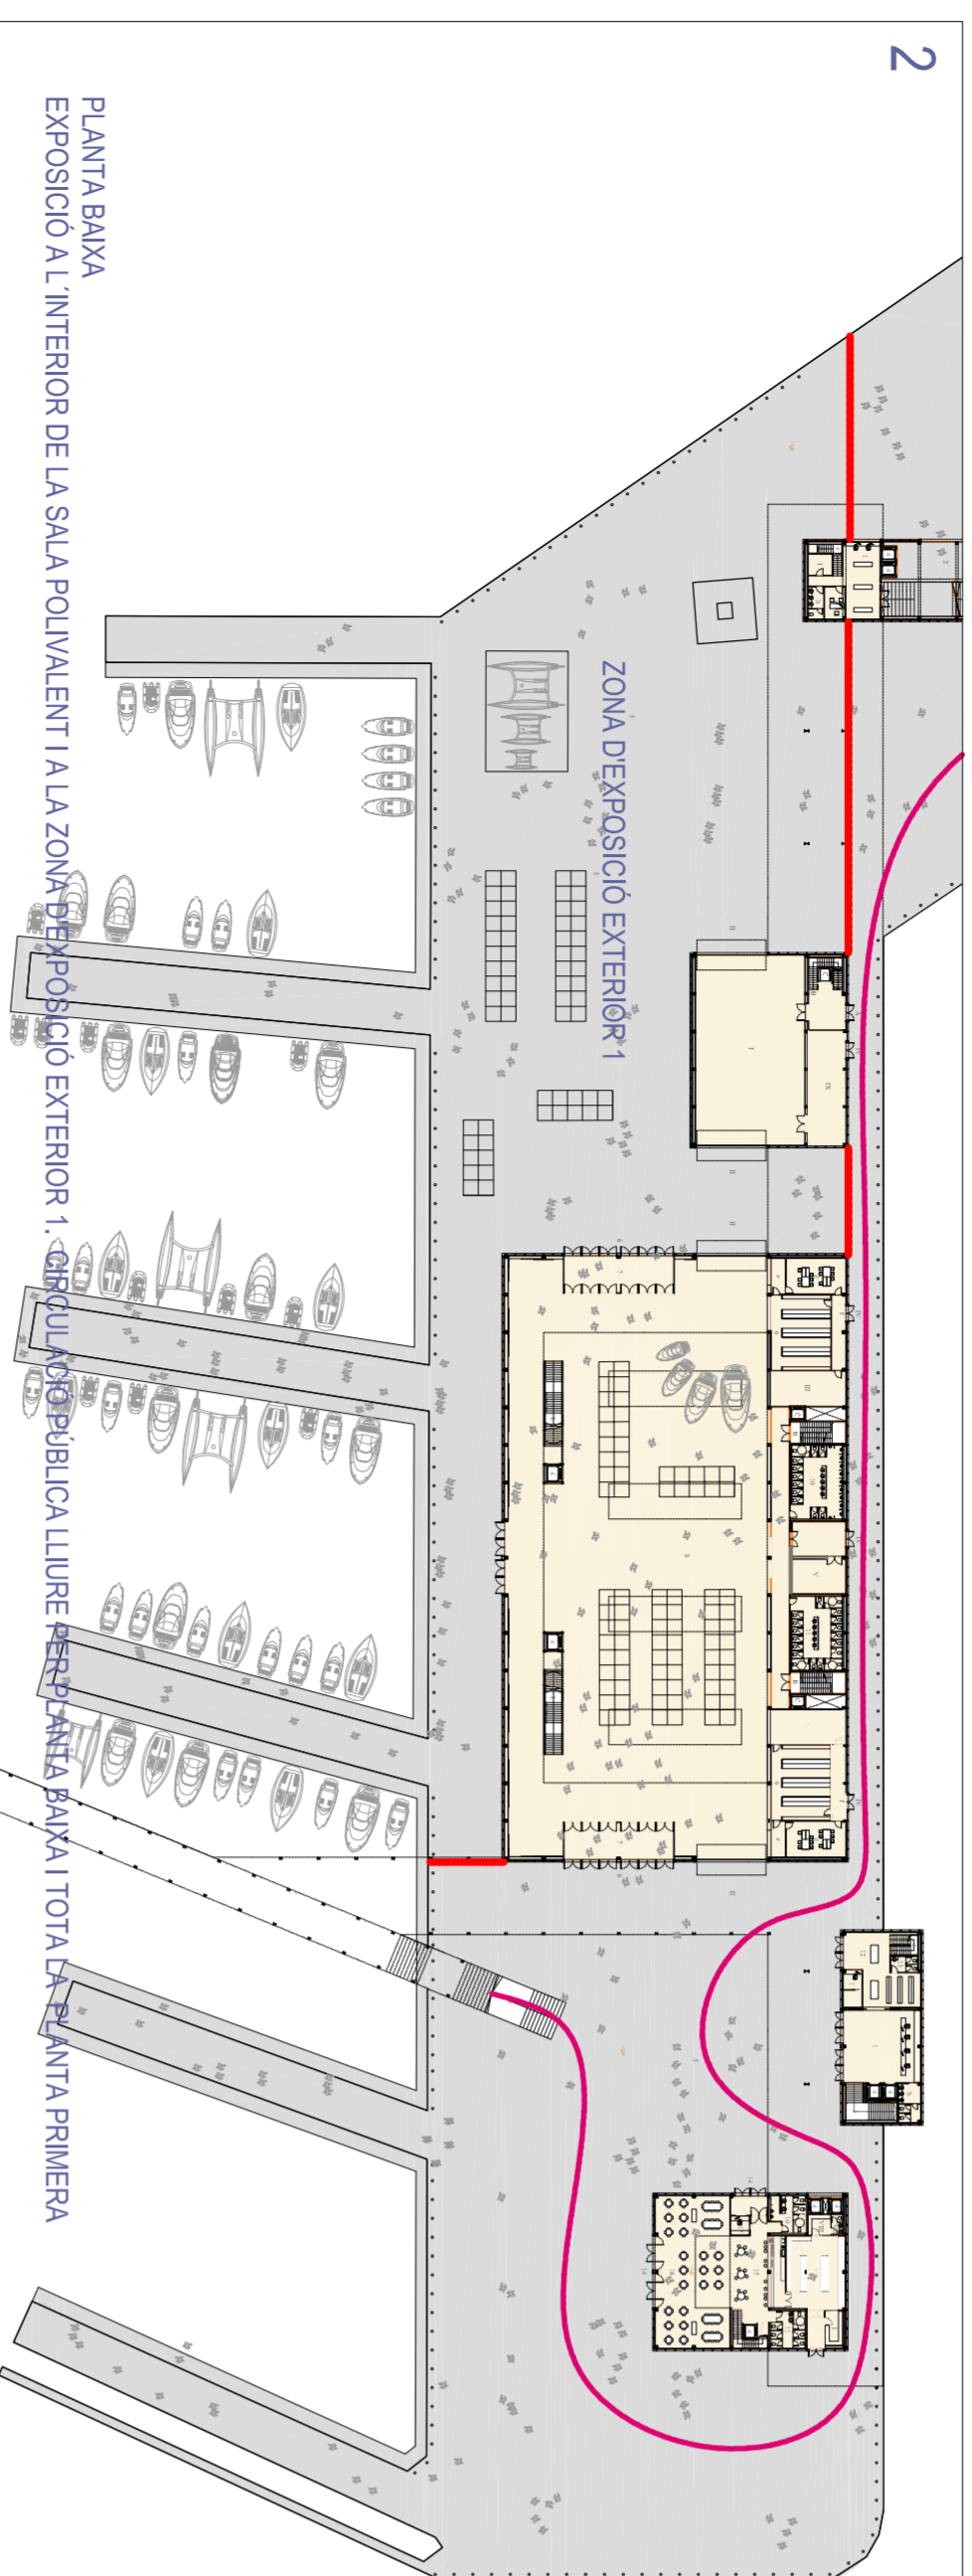 2
ZONA D'EXPOSICIÓ EXTERIOR 1
PLANTA BAIXA
EXPOSICIÓ A L ´INTERIOR DE LA SALA POLIVALENT I A LA ZONA D'EXPOSICIÓ EXTERIOR 1. CIRCULACIÓ PÚBLICA LLIURE PER PLANTA BAIXA I TOTA LA PLANTA PRIMERA